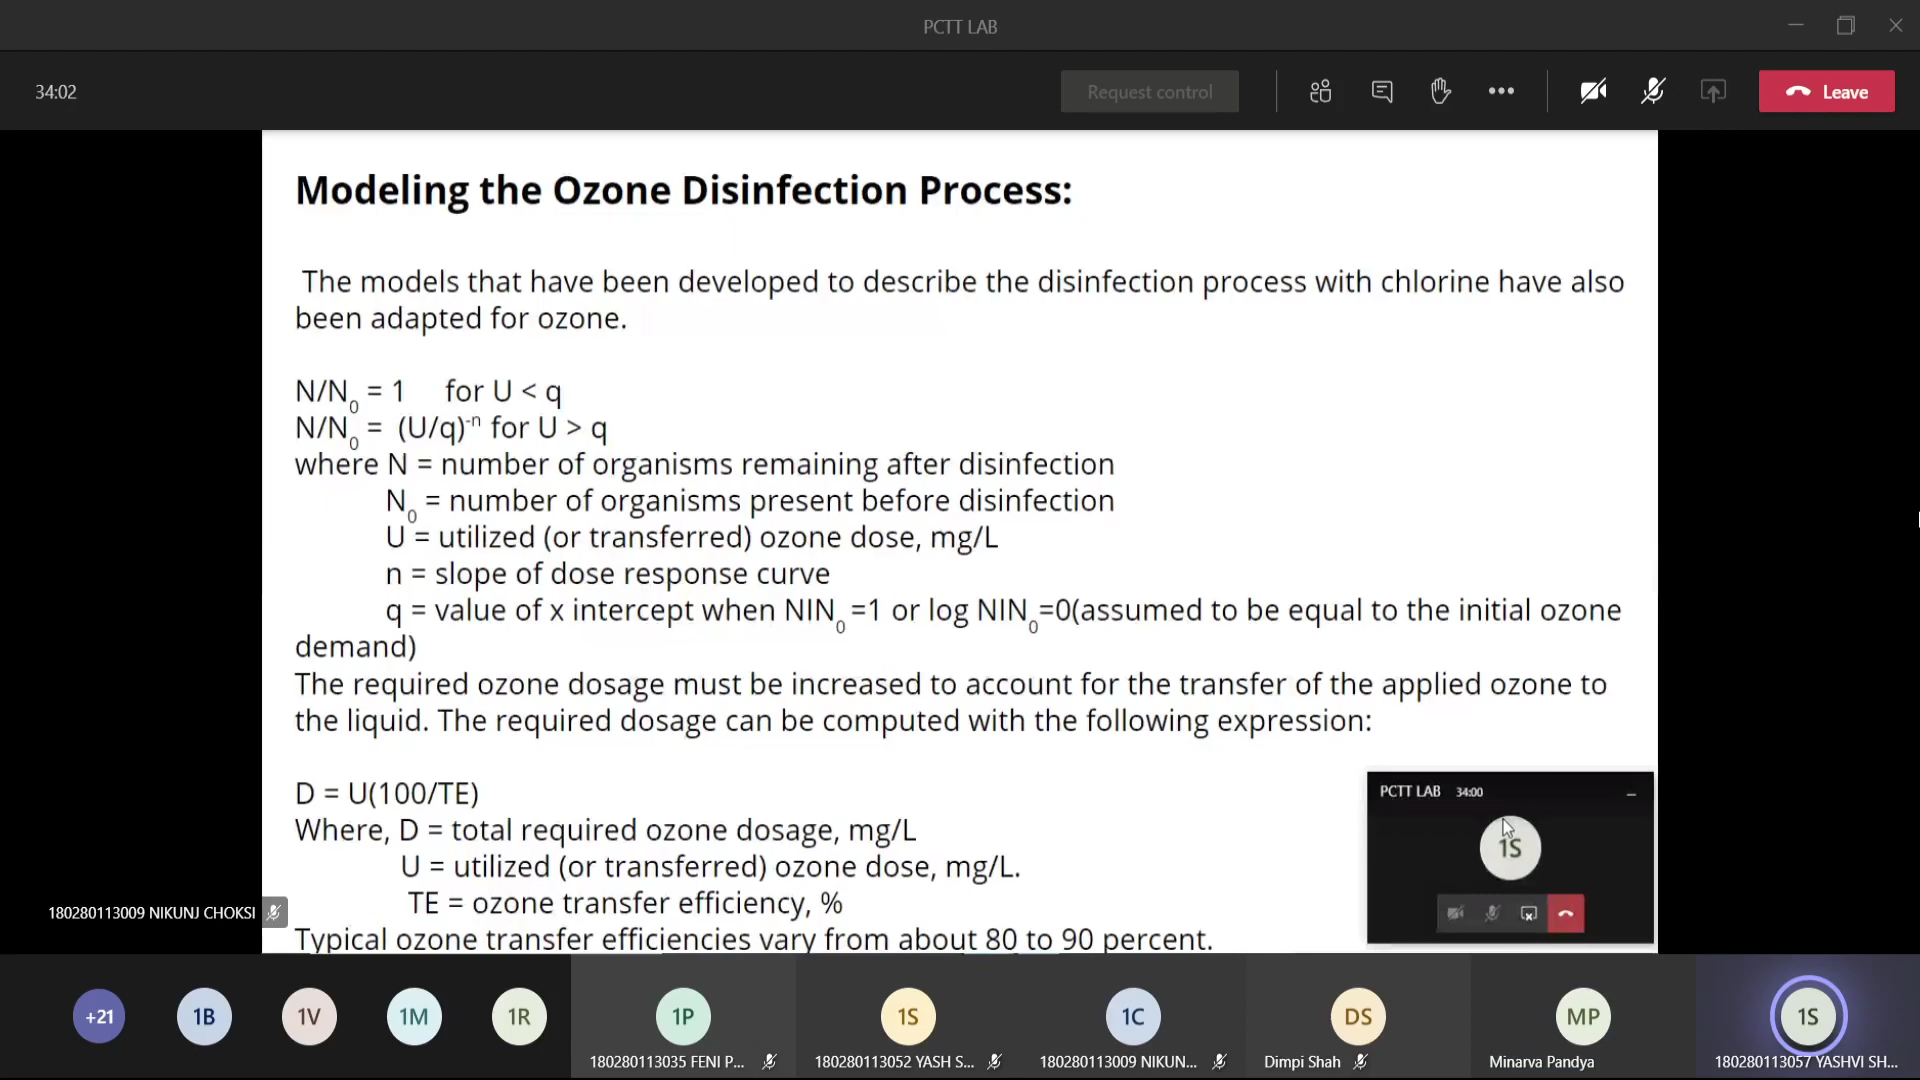 PCTT LAB
34:02
Request control
Leave
Modeling the Ozone Disinfection Process:
The models that have been developed to describe the disinfection process with chlorine have also
been adapted for ozone.
N/N₀ = 1 for U < q
N/N₀ = (U/q)⁻ⁿ for U > q
where N = number of organisms remaining after disinfection
N₀ = number of organisms present before disinfection
U = utilized (or transferred) ozone dose, mg/L
n = slope of dose response curve
q = value of x intercept when NIN₀ =1 or log NIN₀=0(assumed to be equal to the initial ozone
demand)
The required ozone dosage must be increased to account for the transfer of the applied ozone to
the liquid. The required dosage can be computed with the following expression:
D = U(100/TE)
Where, D = total required ozone dosage, mg/L
U = utilized (or transferred) ozone dose, mg/L.
TE = ozone transfer efficiency, %
Typical ozone transfer efficiencies vary from about 80 to 90 percent.
PCTT LAB 34:00
1S
180280113009 NIKUNJ CHOKSI
+21 1B 1V 1M 1R 1P 1S 1C DS MP 1S
180280113035 FENI P... 180280113052 YASH S... 180280113009 NIKUN... Dimpi Shah Minarva Pandya 180280113057 YASHVI SH...